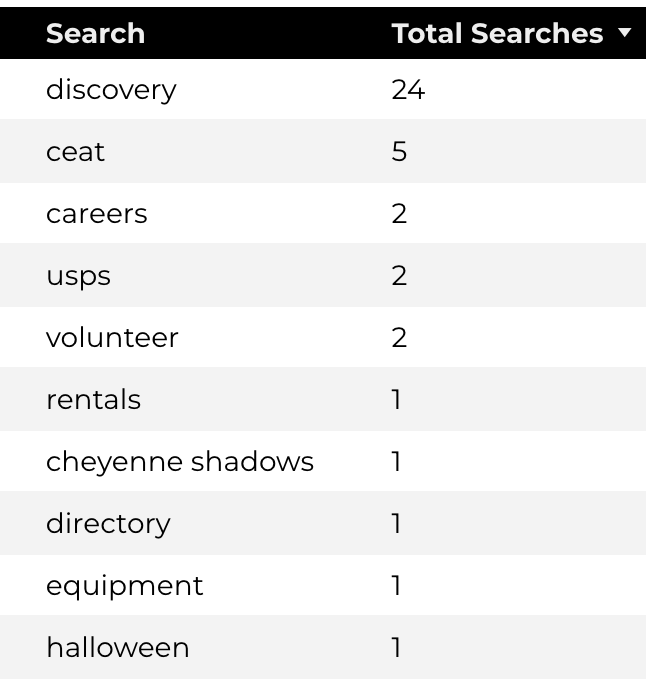 Search Total Searches ▼
discovery 24
ceat 5
careers 2
usps 2
volunteer 2
rentals 1
cheyenne shadows 1
directory 1
equipment 1
halloween 1